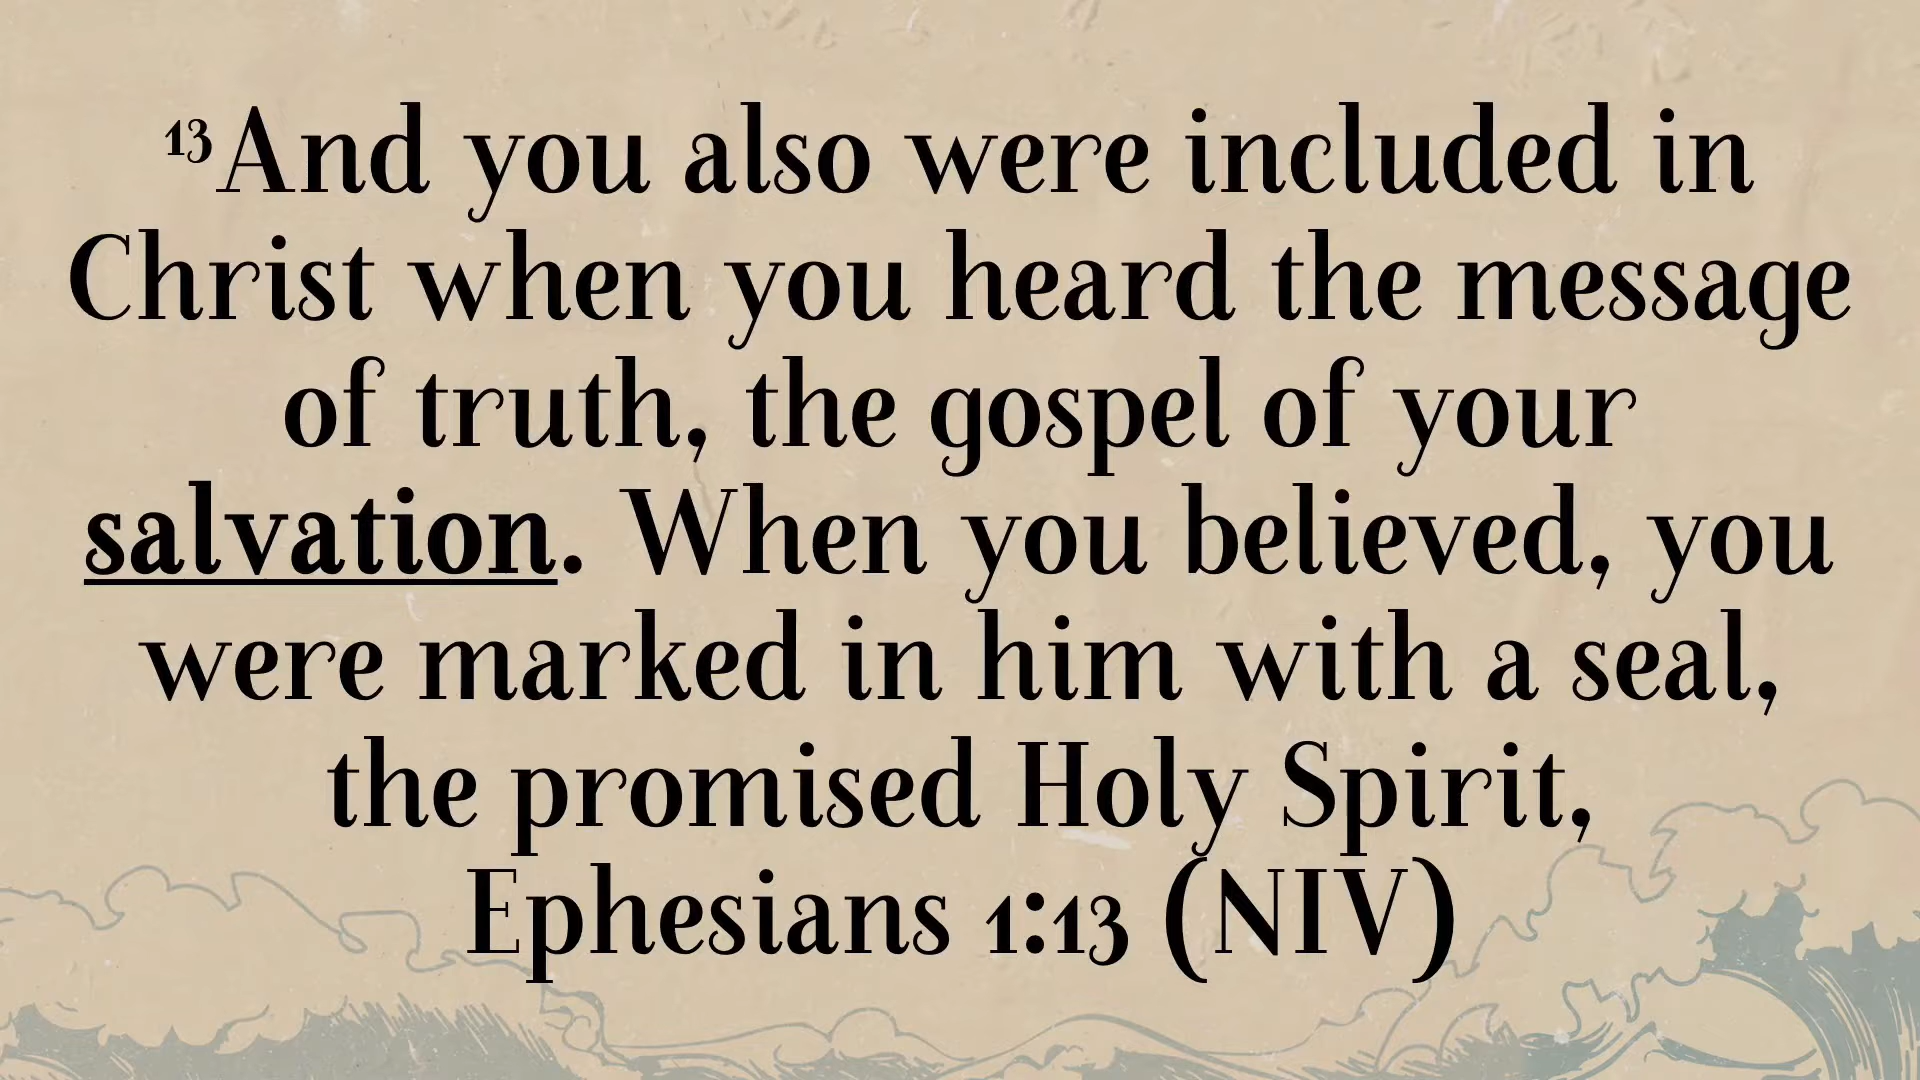 13And you also were included in
Christ when you heard the message
of truth, the gospel of your
salvation. When you believed, you
were marked in him with a seal,
the promised Holy Spirit,
Ephesians 1:13 (NIV)